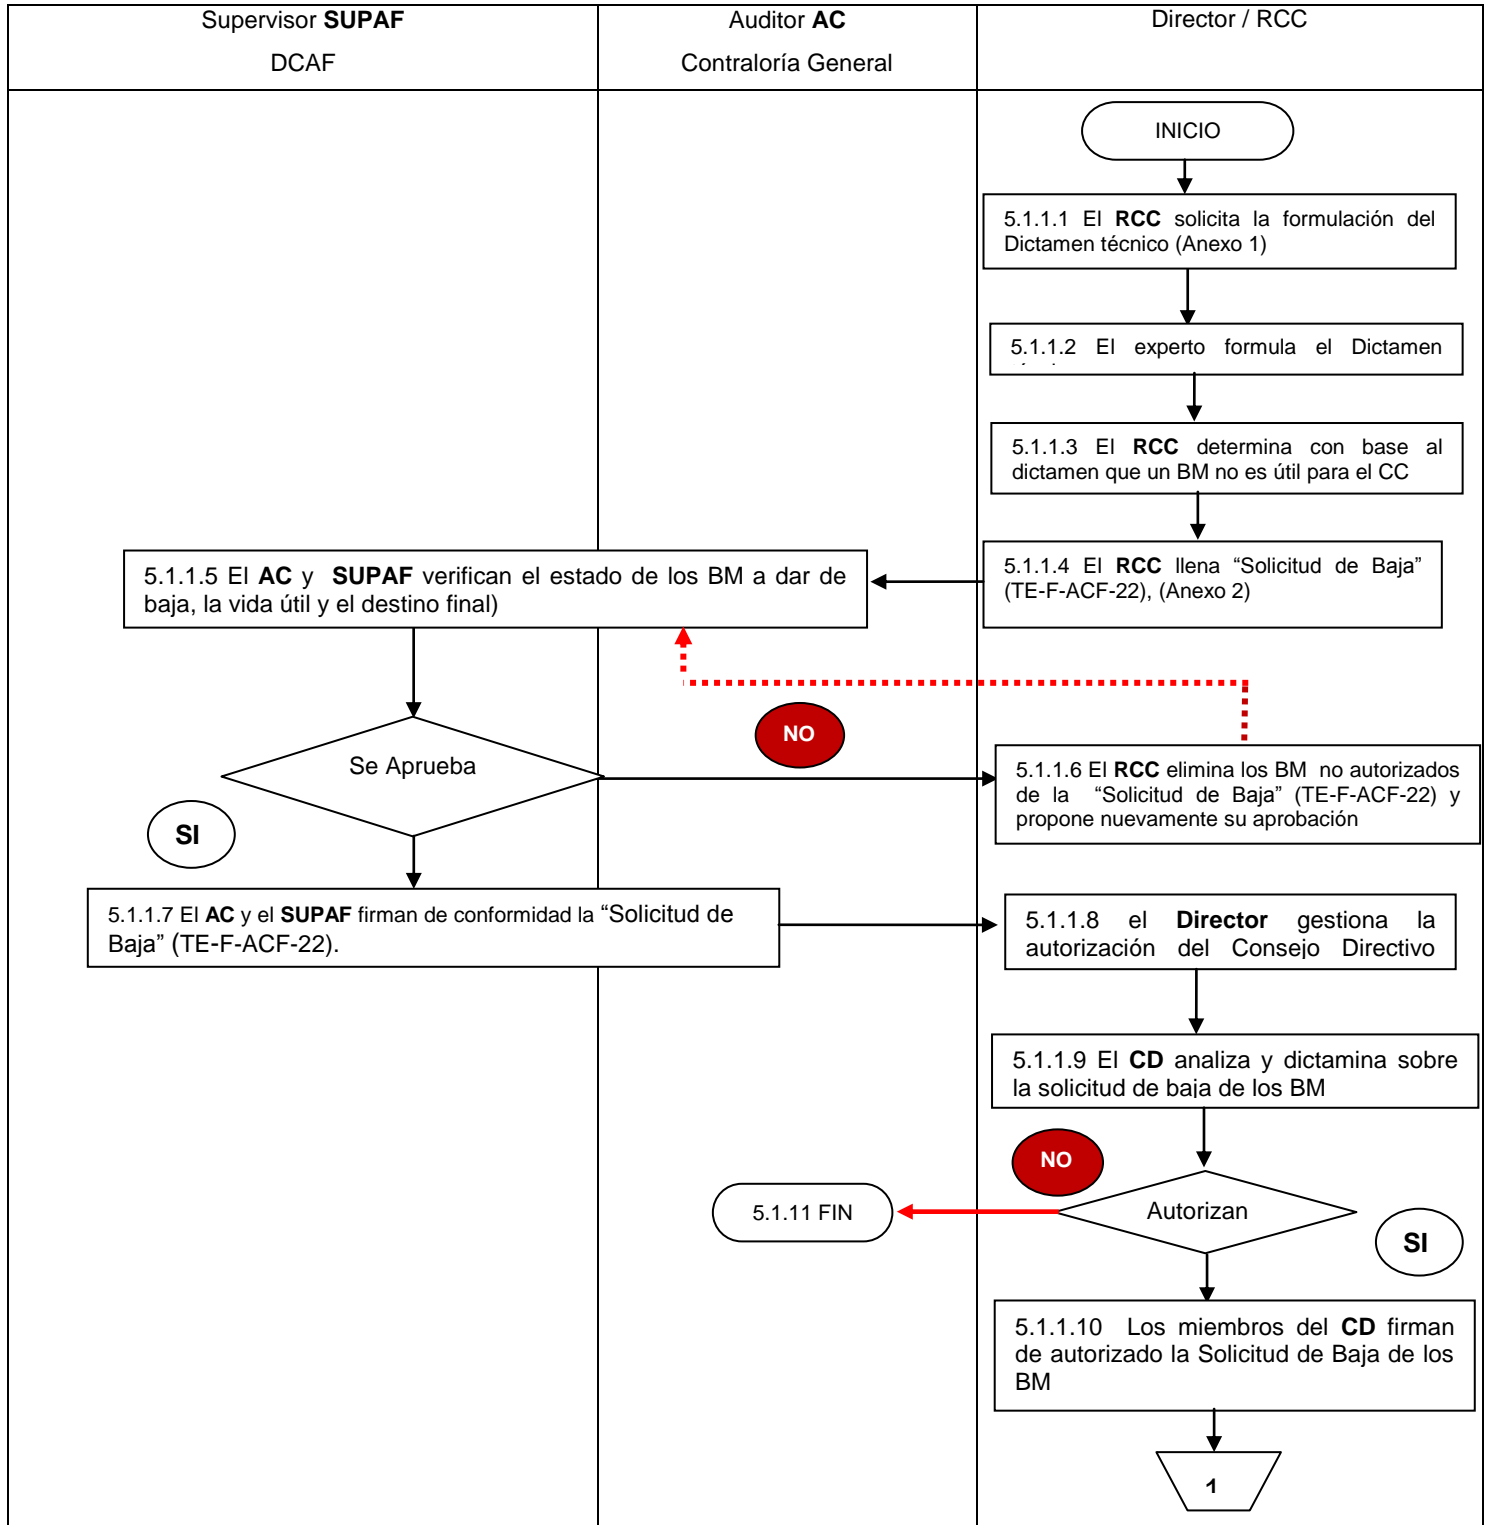 Supervisor SUPAF
DCAF
Auditor AC
Contraloría General
Director / RCC
INICIO
5.1.1.1 El RCC solicita la formulación del
Dictamen técnico (Anexo 1)
5.1.1.2 El experto formula el Dictamen
5.1.1.3 El RCC determina con base al
dictamen que un BM no es útil para el CC
5.1.1.4 El RCC llena “Solicitud de Baja”
(TE-F-ACF-22), (Anexo 2)
5.1.1.5 El AC y SUPAF verifican el estado de los BM a dar de
baja, la vida útil y el destino final)
Se Aprueba
NO
SI
5.1.1.6 El RCC elimina los BM no autorizados
de la “Solicitud de Baja” (TE-F-ACF-22) y
propone nuevamente su aprobación
5.1.1.7 El AC y el SUPAF firman de conformidad la “Solicitud de
Baja” (TE-F-ACF-22).
5.1.1.8 el Director gestiona la
autorización del Consejo Directivo
5.1.1.9 El CD analiza y dictamina sobre
la solicitud de baja de los BM
NO
5.1.11 FIN
Autorizan
SI
5.1.1.10 Los miembros del CD firman
de autorizado la Solicitud de Baja de los
BM
1